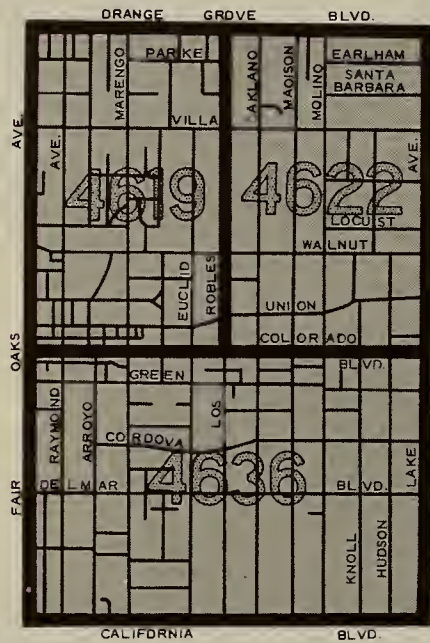 ORANGE GROVE BLVD.
PARKE
EARLHAM
SANTA
BARBARA
MARENGO
OAKLAND
MADISON
MOLINO
VILLA
AVE.
AVE.
AVE.
4619 4622
LOCUST
WALNUT
EUCLID
ROBLES
UNION
COLORADO
BLVD.
OAKS
GREEN
RAYMOND
ARROYO
LOS
CORDOVA
4636
FAIR
DEL MAR
BLVD.
LAKE
KNOLL
HUDSON
CALIFORNIA BLVD.